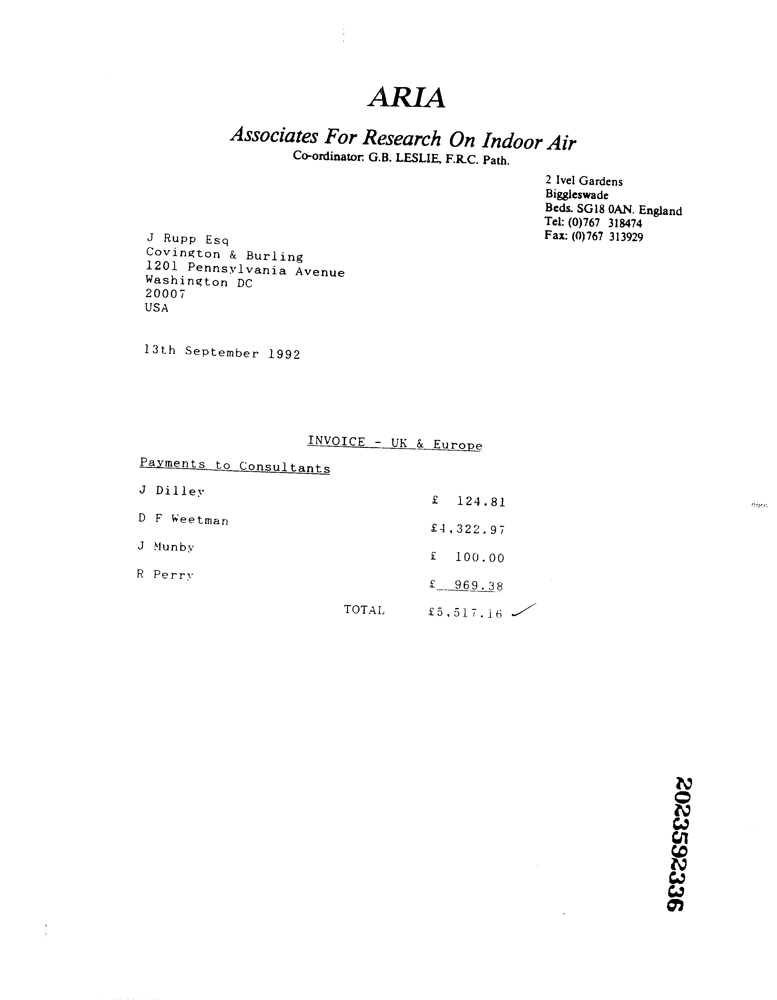 ARIA
Associates For Research On Indoor Air
Co-ordinator: G.B. LESLIE, F.R.C. Path.
2 Ivel Gardens
Biggleswade
Beds. SG18 0AN. England
Tel: (0)767 318474
Fax: (0)767 313929
J Rupp Esq
Covington & Burling
1201 Pennsylvania Avenue
Washington DC
20007
USA
13th September 1992
INVOICE - UK & Europe
Payments to Consultants
J Dilley £ 124.81
D F Weetman £4,322.97
J Munby £ 100.00
R Perry £ 969.38
TOTAL £5,517.16
2023592336